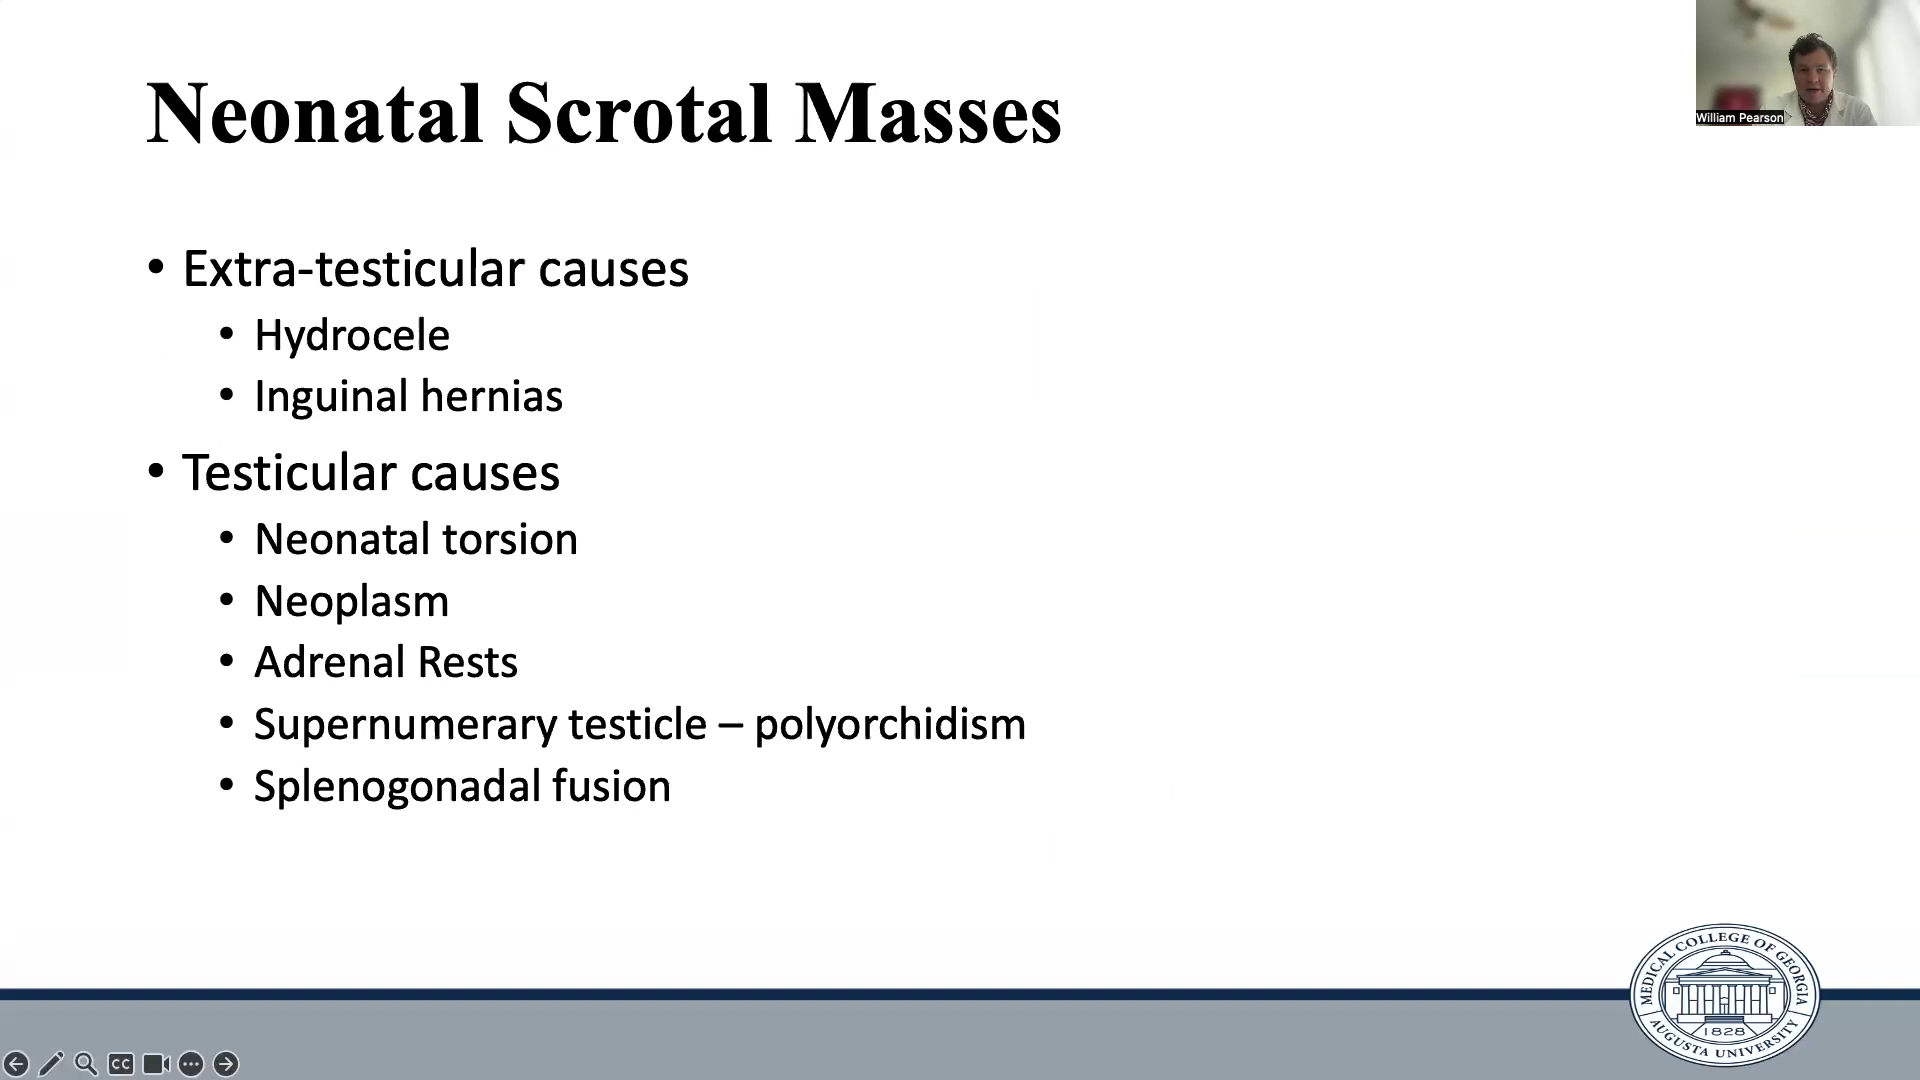 Neonatal Scrotal Masses
William Pearson
• Extra-testicular causes
• Hydrocele
• Inguinal hernias
• Testicular causes
• Neonatal torsion
• Neoplasm
• Adrenal Rests
• Supernumerary testicle – polyorchidism
• Splenogonadal fusion
MEDICAL COLLEGE OF GEORGIA
1828
AUGUSTA UNIVERSITY
CC